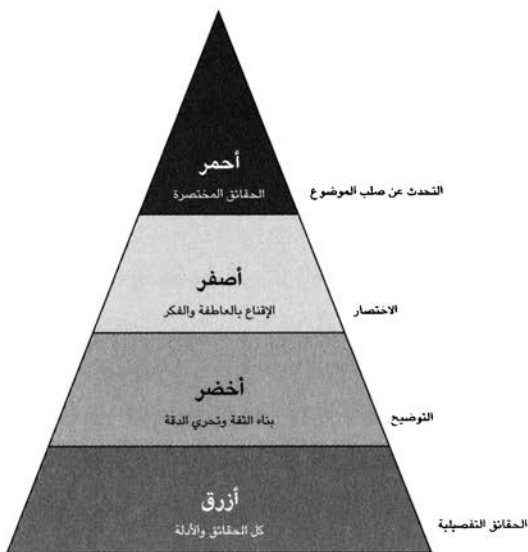 أحمر
الحقائق المختصرة
التحدث عن صلب الموضوع
أصفر
الإقناع بالعاطفة والفكر
الاختصار
أخضر
بناء الثقة وتحري الدقة
التوضيح
أزرق
كل الحقائق والأدلة
الحقائق التفصيلية